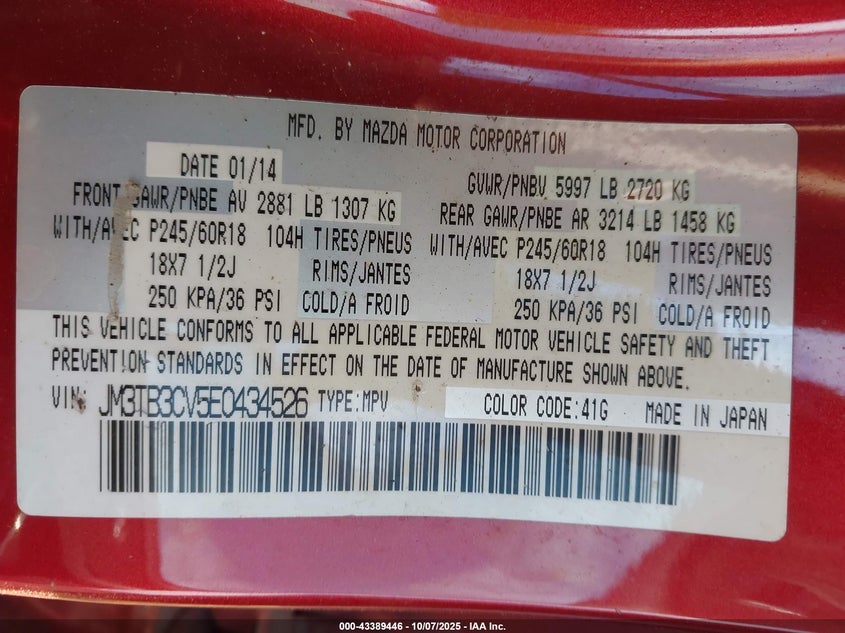 MFD. BY MAZDA MOTOR CORPORATION
DATE 01/14
GVWR/PNBV 5997 LB 2720 KG
FRONT GAWR/PNBE AV 2881 LB 1307 KG
REAR GAWR/PNBE AR 3214 LB 1458 KG
WITH/AVEC P245/60R18 104H TIRES/PNEUS
WITH/AVEC P245/60R18 104H TIRES/PNEUS
18X7 1/2J RIMS/JANTES
18X7 1/2J RIMS/JANTES
250 KPA/36 PSI COLD/A FROID
250 KPA/36 PSI COLD/A FROID
THIS VEHICLE CONFORMS TO ALL APPLICABLE FEDERAL MOTOR VEHICLE SAFETY AND THEFT
PREVENTION STANDARDS IN EFFECT ON THE DATE OF MANUFACTURE SHOWN ABOVE.
VIN: JM3TB3CV5E0434526 TYPE:MPV COLOR CODE:41G MADE IN JAPAN
000-43389446 - 10/07/2025 - IAA Inc.